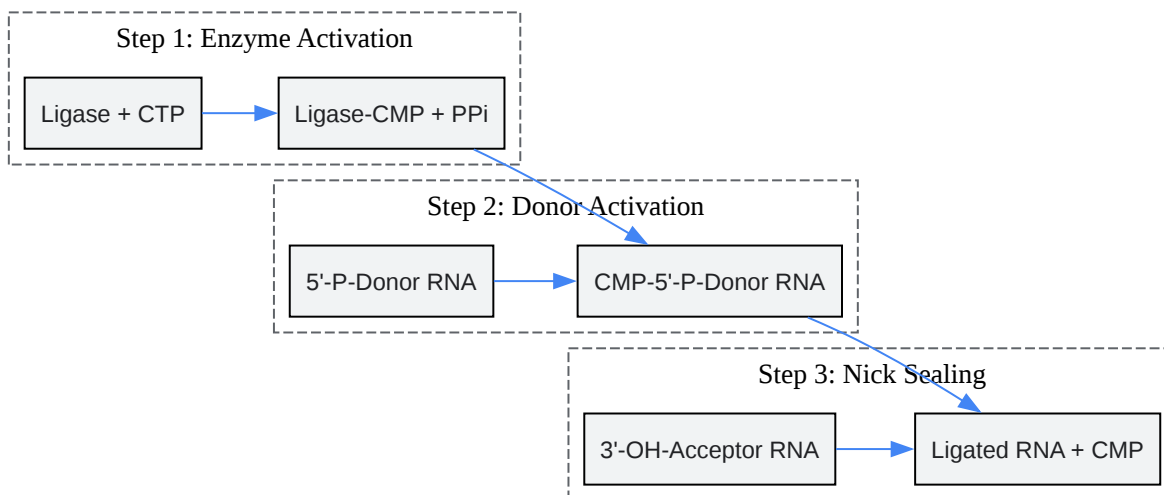 Step 1: Enzyme Activation
Ligase + CTP
Ligase-CMP + PPi
Step 2: Donor Activation
5'-P-Donor RNA
CMP-5'-P-Donor RNA
Step 3: Nick Sealing
3'-OH-Acceptor RNA
Ligated RNA + CMP